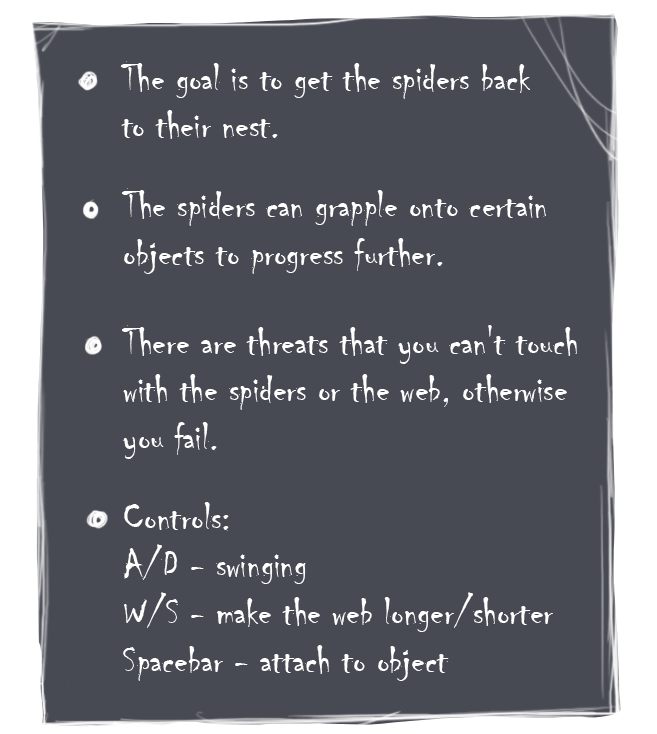 The goal is to get the spiders back
to their nest.
The spiders can grapple onto certain
objects to progress further.
There are threats that you can't touch
with the spiders or the web, otherwise
you fail.
Controls:
A/D - swinging
W/S - make the web longer/shorter
Spacebar - attach to object